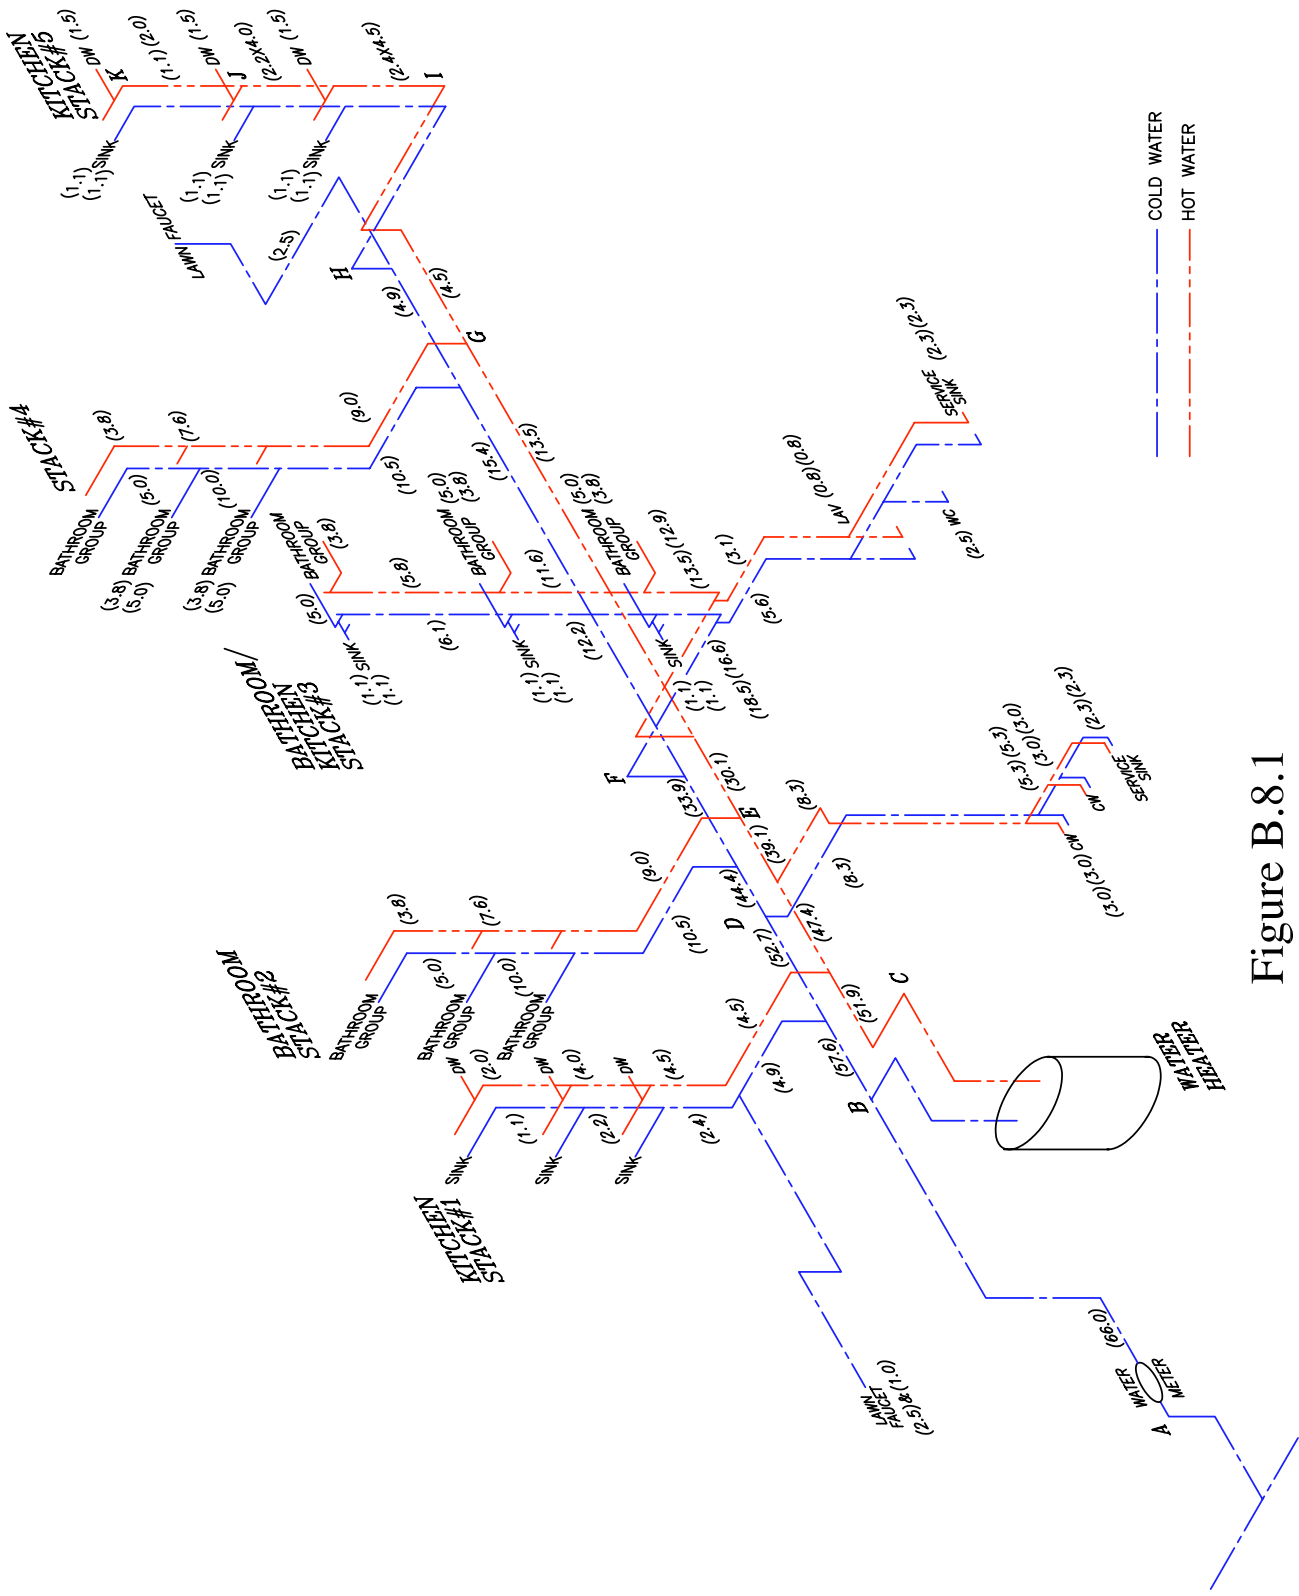 KITCHEN
STACK#5
DW (1.5)
K
(1.1)(2.0)
DW (1.5)
J
(2.2x4.0)
DW (1.5)
(2.4x4.5)
I
(1.1)
(1.1) SINK
(1.1)
(1.1) SINK
(1.1)
(1.1) SINK
LAWN FAUCET
(2.5)
H
(4.9)
(4.5)
G
STACK#4
(3.8)
(7.6)
(9.0)
BATHROOM
GROUP
(5.0)
(3.8) BATHROOM
(5.0) GROUP
(10.0)
(3.8) BATHROOM
(5.0) GROUP
(10.5)
(15.4)
(13.5)
BATHROOM/
KITCHEN
STACK#3
BATHROOM
GROUP
(3.8)
(5.0)
(5.8)
(1.1) SINK
(1.1)
(6.1)
BATHROOM (5.0)
GROUP (3.8)
(11.6)
(1.1) SINK
(1.1)
(12.2)
BATHROOM (5.0)
GROUP (3.8)
(13.5)(12.9)
SINK
(1.1)
(1.1)
(18.5)(16.6)
(3.1)
(5.6)
LAV (0.8)(0.8)
(2.5) WC
SERVICE
SINK (2.3)(2.3)
F
(33.9)
(30.1)
E
(39.1)
(8.3)
(8.3)
(5.3)(5.3)
(3.0)(3.0)
(2.3)(2.3)
SERVICE
SINK
CW
(3.0)(3.0) CW
BATHROOM
STACK#2
(3.8)
(7.6)
(9.0)
BATHROOM
GROUP
(5.0)
BATHROOM
GROUP
(10.0)
BATHROOM
GROUP
(10.5)
D
(44.4)
(52.7)
(47.4)
(51.9)
C
KITCHEN
STACK#1
DW
(2.0)
DW
(4.0)
DW
(4.5)
(4.5)
SINK
(1.1)
SINK
(2.2)
SINK
(2.4)
(4.9)
(57.6)
B
LAWN
FAUCET
(2.5)&(1.0)
WATER
HEATER
(66.0)
WATER
METER
A
COLD WATER
HOT WATER
Figure B.8.1